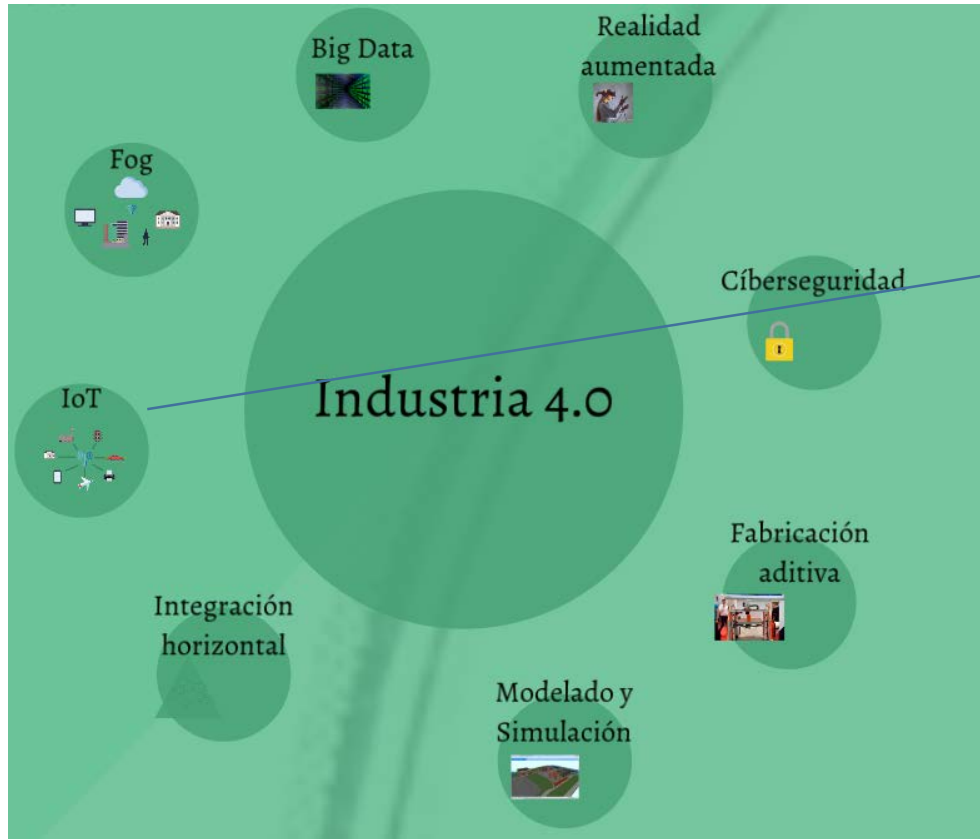 Big Data
Realidad
aumentada
Fog
Cíberseguridad
IoT
Industria 4.0
Fabricación
aditiva
Integración
horizontal
Modelado y
Simulación